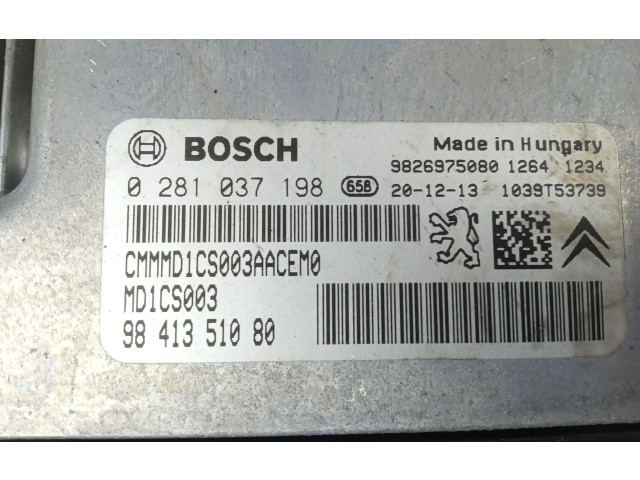 BOSCH
Made in Hungary
9826975080 1264 1234
0 281 037 198 658 20-12-13 1039T53739
CMMMD1CS003AACEM0
MD1CS003
98 413 510 80